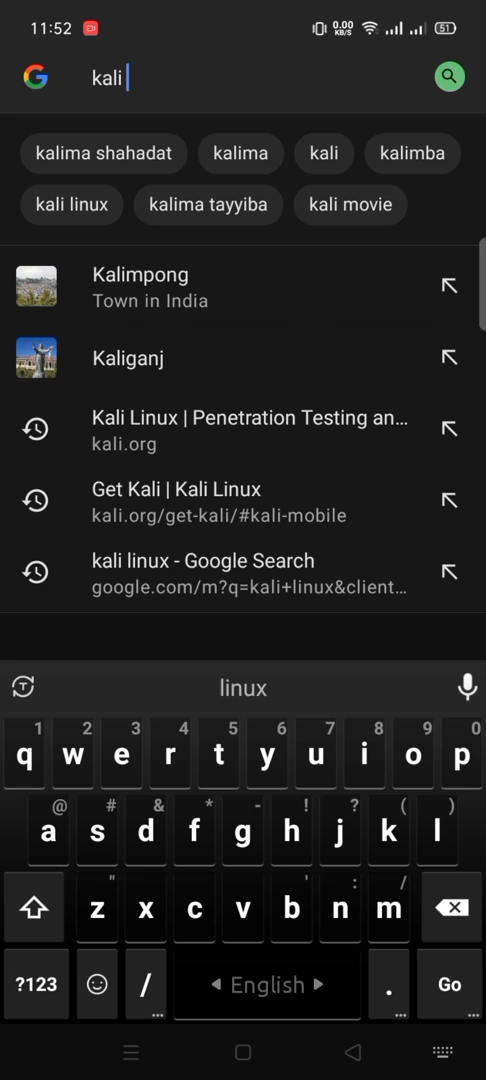 11:52 0.00 KB/S 51
kali
kalima shahadat kalima kali kalimba
kali linux kalima tayyiba kali movie
Kalimpong
Town in India
Kaliganj
Kali Linux | Penetration Testing an...
kali.org
Get Kali | Kali Linux
kali.org/get-kali/#kali-mobile
kali linux - Google Search
google.com/m?q=kali+linux&client...
T linux
1 2 3 4 5 6 7 8 9 0
q w e r t y u i o p
@ # & * - ! ? ( )
a s d f g h j k l
" ' : /
z x c v b n m
?123 / English . Go
... ... ...